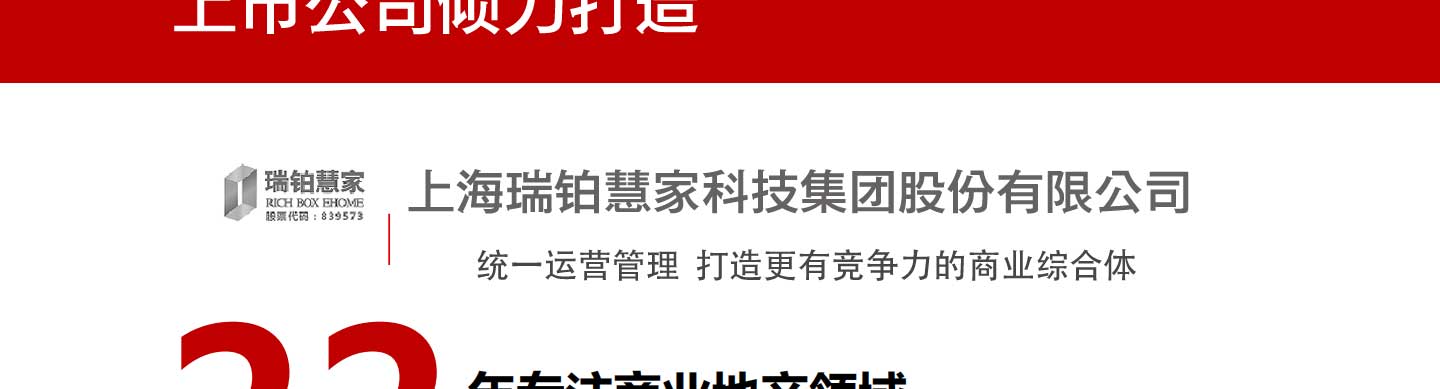 上市公司倾力打造
瑞铂慧家
RICH BOX EHOME
股票代码：839573
上海瑞铂慧家科技集团股份有限公司
统一运营管理 打造更有竞争力的商业综合体
22
年专注商业地产领域